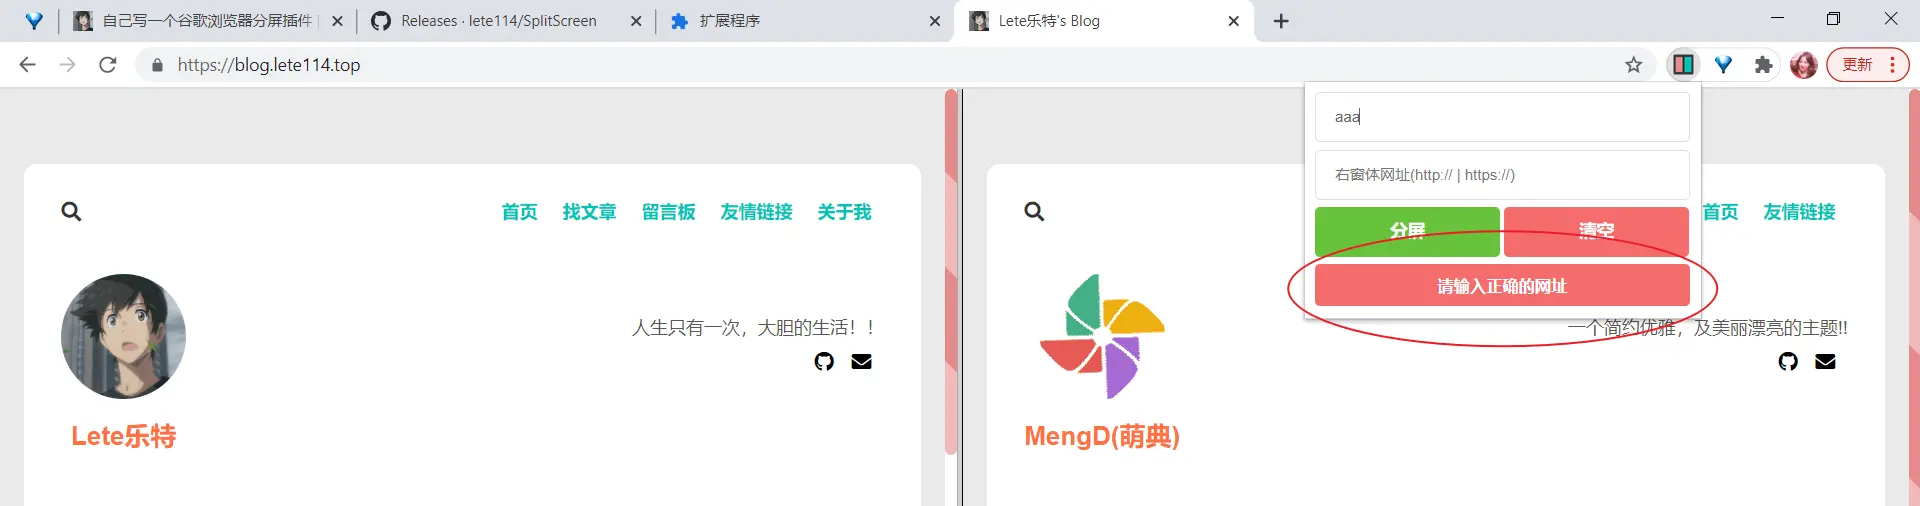 自己写一个谷歌浏览器分屏插件
Releases · lete114/SplitScreen
扩展程序
Lete乐特's Blog
https://blog.lete114.top
更新
aaa
右窗体网址(http:// | https://)
分屏
清空
请输入正确的网址
首页 找文章 留言板 友情链接 关于我
人生只有一次，大胆的生活！！
Lete乐特
首页 友情链接
一个简约优雅，及美丽漂亮的主题!!
MengD(萌典)